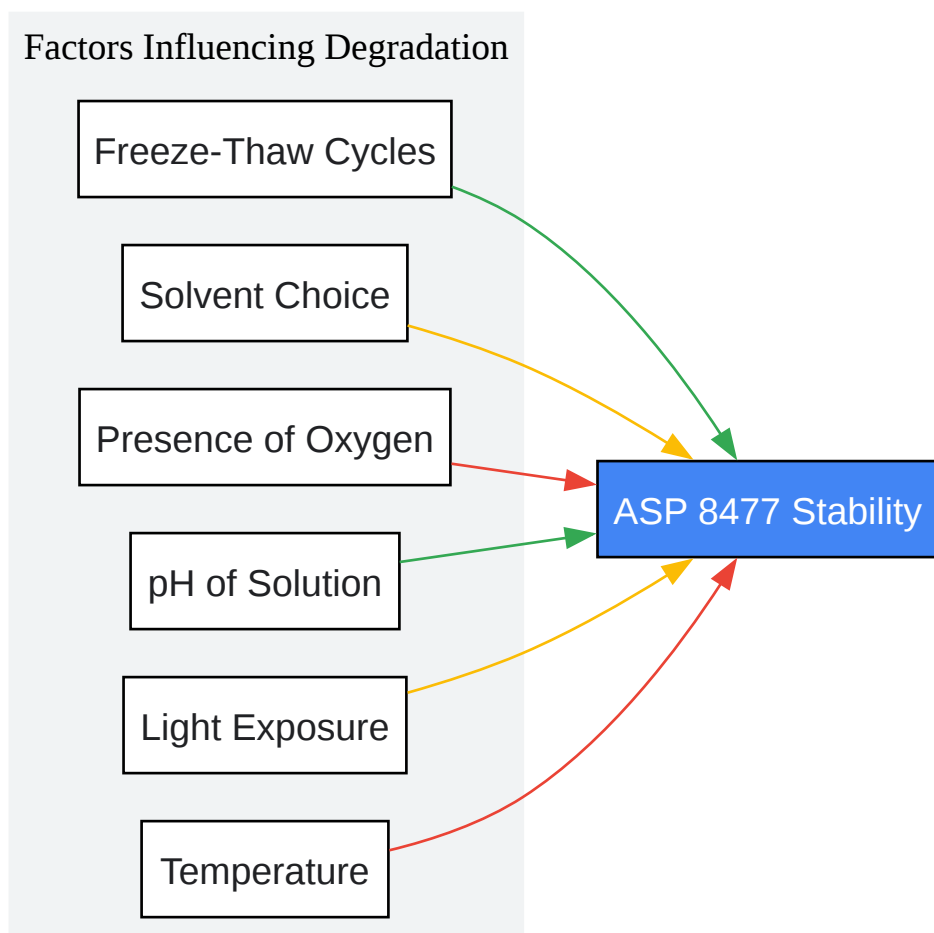 Factors Influencing Degradation
Freeze-Thaw Cycles
Solvent Choice
Presence of Oxygen
pH of Solution
Light Exposure
Temperature
ASP 8477 Stability